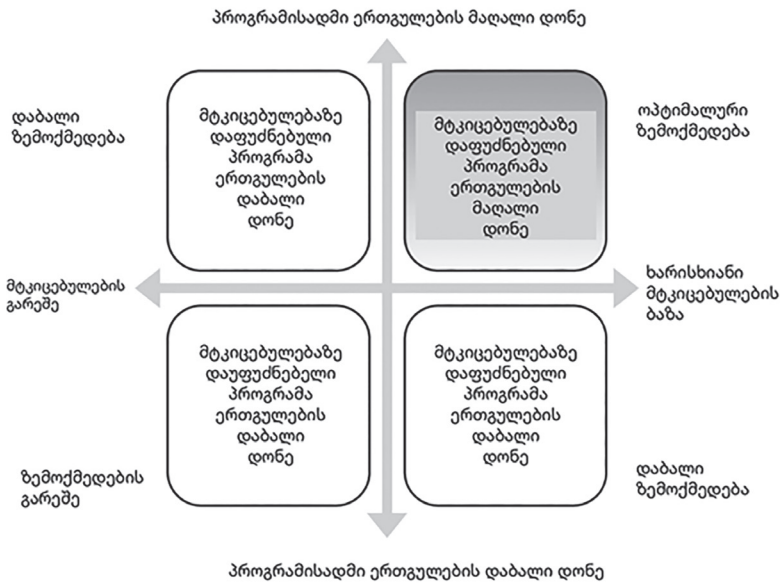 პროგრამისადმი ერთგულების მაღალი დონე
დაბალი
ზემოქმედება
მტკიცებულებაზე
დაფუძნებული
პროგრამა
ერთგულების
დაბალი
დონე
მტკიცებულებაზე
დაფუძნებული
პროგრამა
ერთგულების
მაღალი
დონე
ოპტიმალური
ზემოქმედება
მტკიცებულების
გარეშე
ხარისხიანი
მტკიცებულების
ბაზა
მტკიცებულებაზე
დაუფუძნებელი
პროგრამა
ერთგულების
დაბალი
დონე
მტკიცებულებაზე
დაფუძნებული
პროგრამა
ერთგულების
დაბალი
დონე
ზემოქმედების
გარეშე
დაბალი
ზემოქმედება
პროგრამისადმი ერთგულების დაბალი დონე